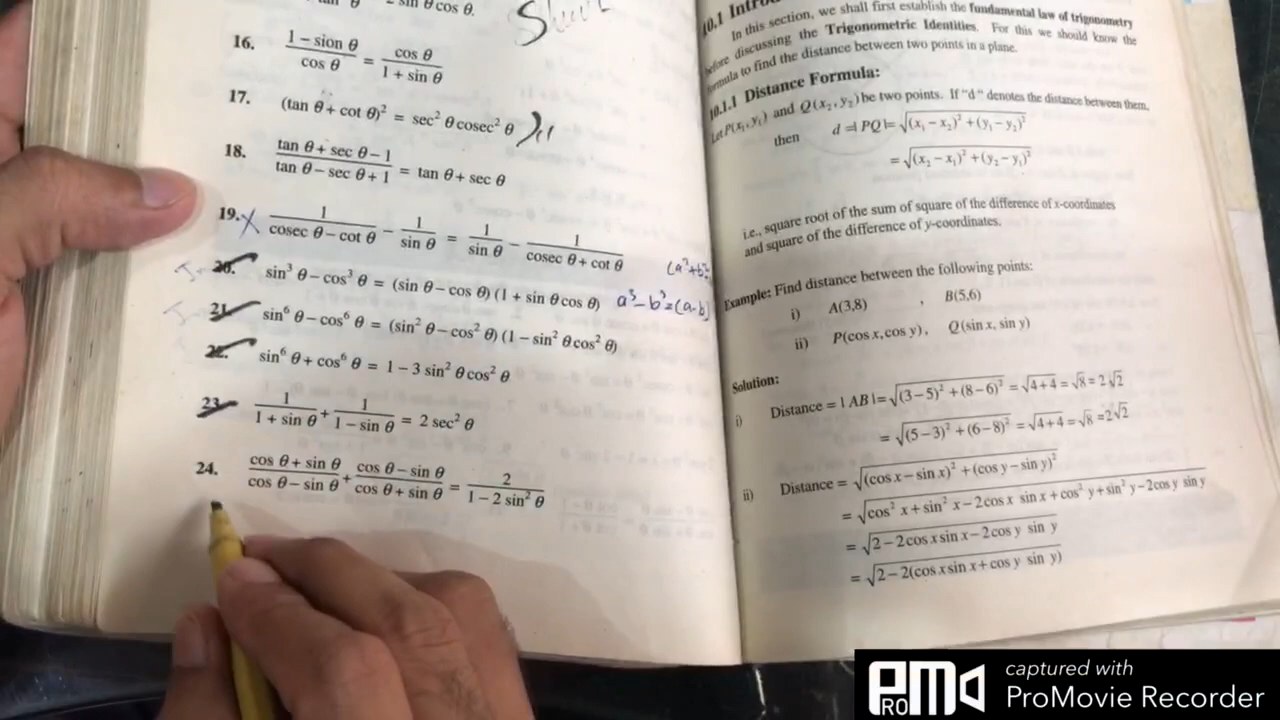 sin θ cos θ.
16. (1 − sion θ)/(cos θ) = (cos θ)/(1 + sin θ)
17. (tan θ + cot θ)² = sec² θ cosec² θ
18. (tan θ + sec θ − 1)/(tan θ − sec θ + 1) = tan θ + sec θ
19. 1/(cosec θ − cot θ) − 1/(sin θ) = 1/(sin θ) − 1/(cosec θ + cot θ)
(a²+b²
20. sin³ θ − cos³ θ = (sin θ − cos θ) (1 + sin θ cos θ) a³−b³=(a-b)
21. sin⁶ θ − cos⁶ θ = (sin² θ − cos² θ) (1 − sin² θ cos² θ)
22. sin⁶ θ + cos⁶ θ = 1 − 3 sin² θ cos² θ
23. 1/(1 + sin θ) + 1/(1 − sin θ) = 2 sec² θ
24. (cos θ + sin θ)/(cos θ − sin θ) + (cos θ − sin θ)/(cos θ + sin θ) = 2/(1 − 2 sin² θ)
10.1
In this section, we shall first establish the fundamental law of trigonometry
before discussing the Trigonometric Identities. For this we should know the
formula to find the distance between two points in a plane.
10.1.1 Distance Formula:
Let P(x₁, y₁) and Q(x₂, y₂) be two points. If "d" denotes the distance between them,
then d =| PQ |= √((x₁ − x₂)² + (y₁ − y₂)²)
= √((x₂ − x₁)² + (y₂ − y₁)²)
i.e., square root of the sum of square of the difference of x-coordinates
and square of the difference of y-coordinates.
Example: Find distance between the following points:
i) A(3,8) , B(5,6)
ii) P(cos x, cos y), Q(sin x, sin y)
Solution:
i) Distance = | AB |= √((3 − 5)² + (8 − 6)²) = √(4 + 4) = √8 = 2√2
= √((5 − 3)² + (6 − 8)²) = √(4 + 4) = √8 = 2√2
ii) Distance = √((cos x − sin x)² + (cos y − sin y)²)
= √(cos² x + sin² x − 2cos x sin x + cos² y + sin² y − 2cos y sin y)
= √(2 − 2cos x sin x − 2cos y sin y)
= √(2 − 2(cos x sin x + cos y sin y))
PRO M captured with
ProMovie Recorder